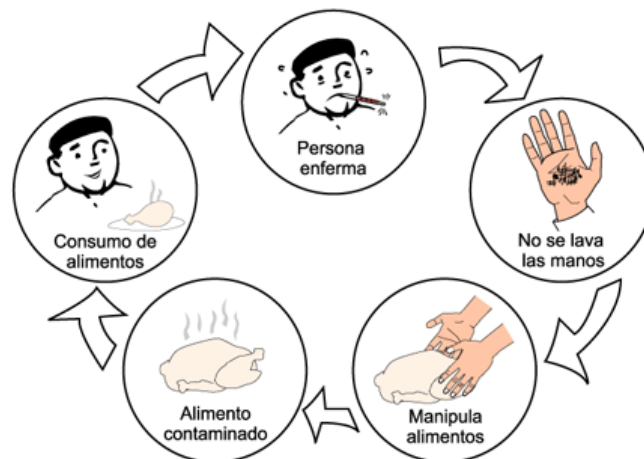 Persona
enferma
No se lava
las manos
Manipula
alimentos
Alimento
contaminado
Consumo de
alimentos